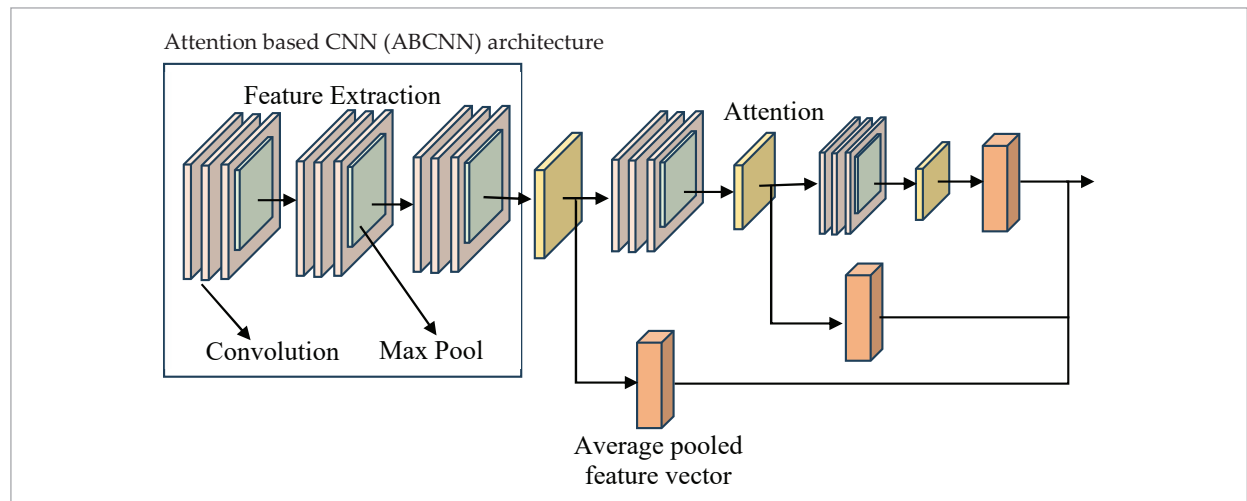 Attention based CNN (ABCNN) architecture
Feature Extraction
Attention
Convolution
Max Pool
Average pooled
feature vector